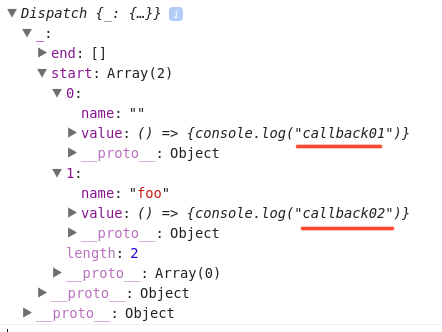 Dispatch {_: {…}} i
_:
end: []
start: Array(2)
0:
name: ""
value: () => {console.log("callback01")}
__proto__: Object
1:
name: "foo"
value: () => {console.log("callback02")}
__proto__: Object
length: 2
__proto__: Array(0)
__proto__: Object
__proto__: Object